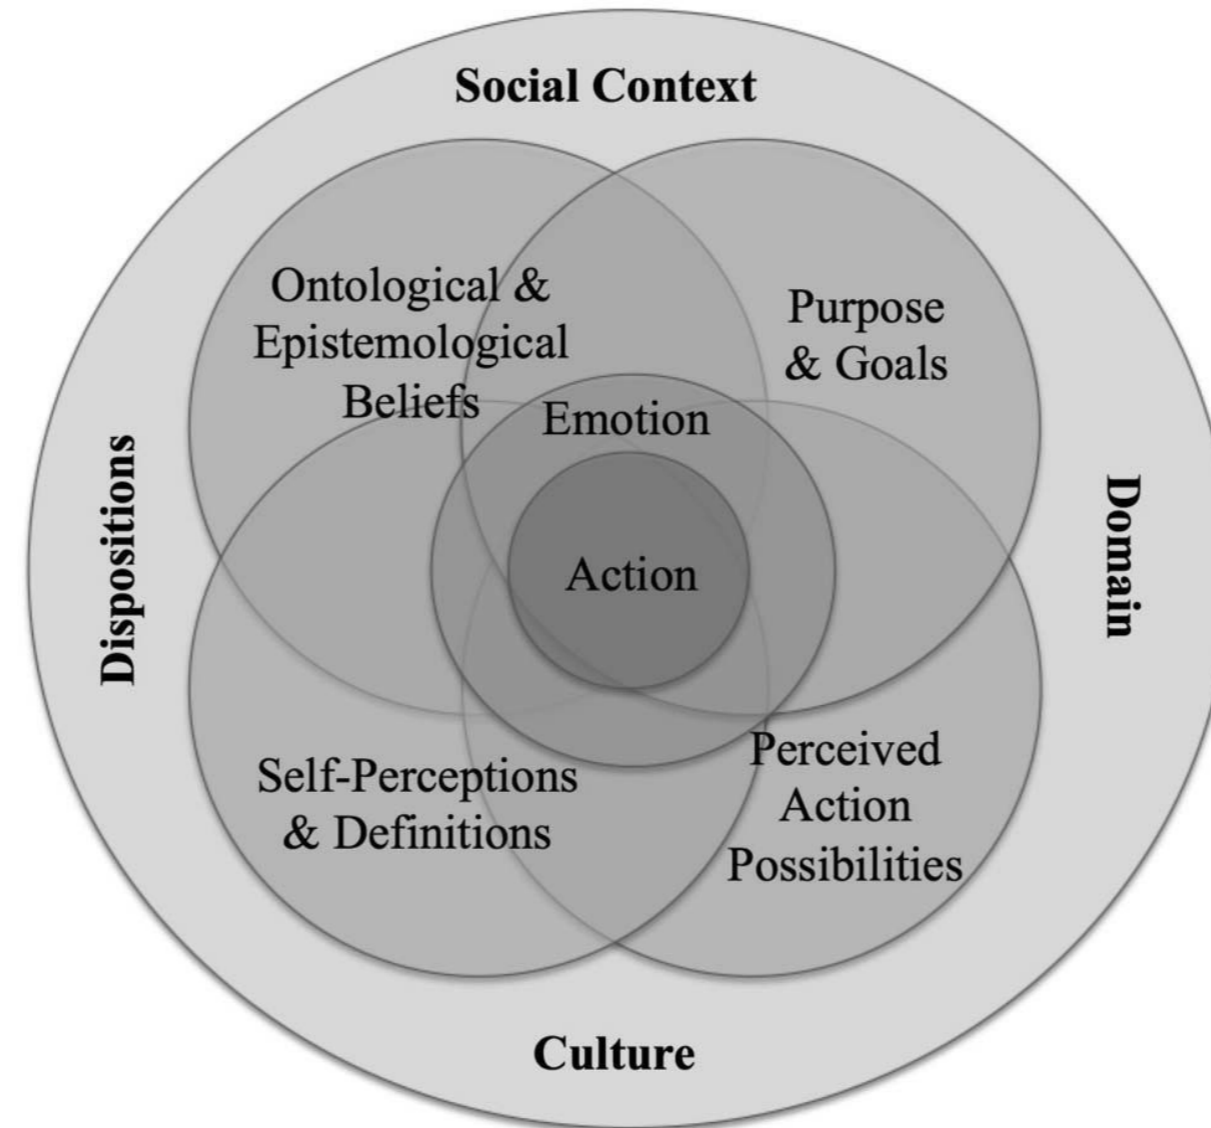 Social Context
Ontological &
Epistemological
Beliefs
Purpose
& Goals
Emotion
Dispositions
Action
Domain
Self-Perceptions
& Definitions
Perceived
Action
Possibilities
Culture